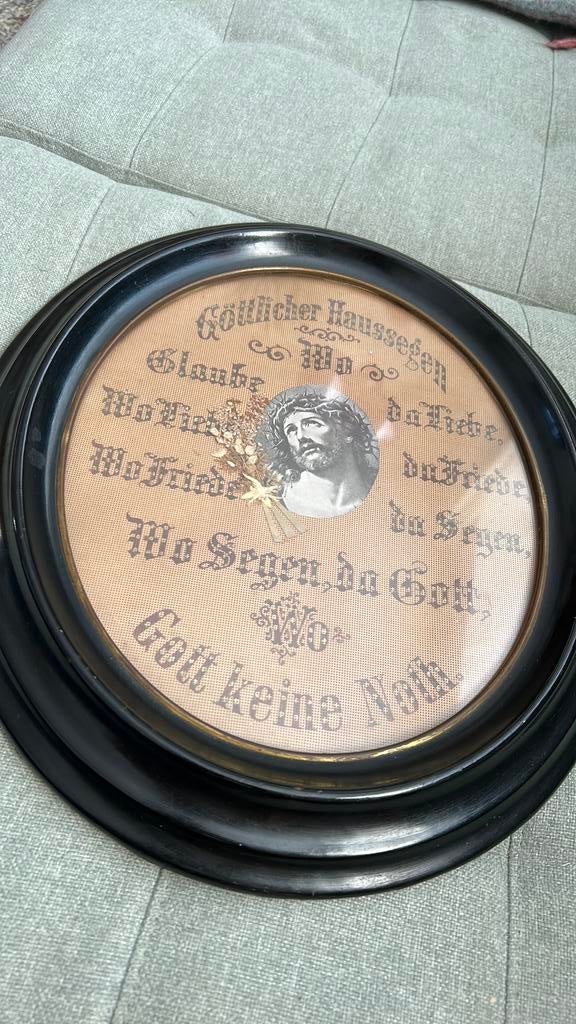 Göttlicher Haussegen
Wo
Glaube da Liebe,
Wo Liebe da Friede,
Wo Friede da Segen,
Wo Segen, da Gott,
Wo
Gott keine Noth.